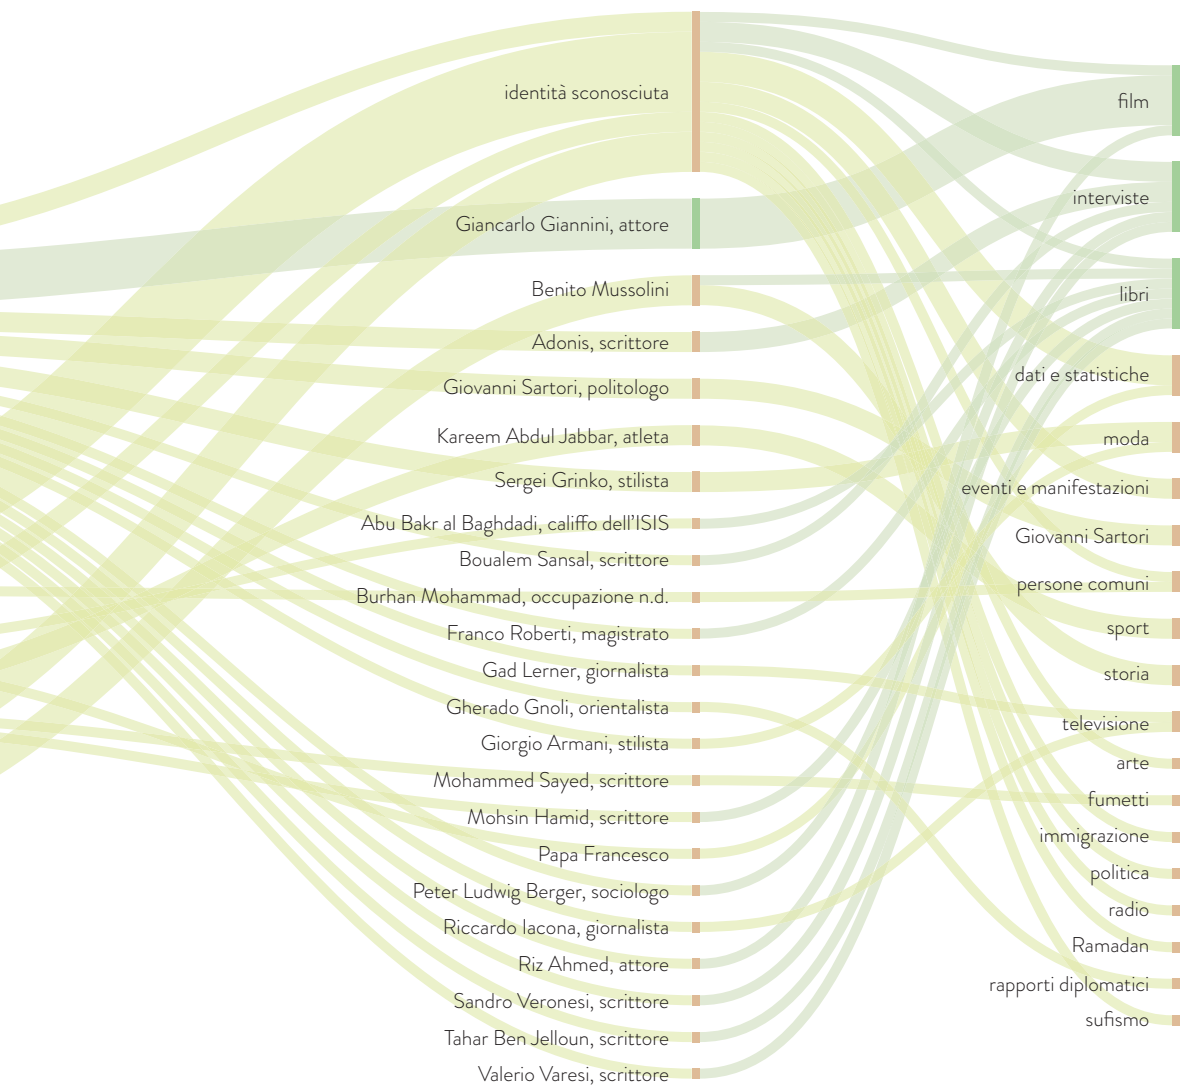 identità sconosciuta
Giancarlo Giannini, attore
Benito Mussolini
Adonis, scrittore
Giovanni Sartori, politologo
Kareem Abdul Jabbar, atleta
Sergei Grinko, stilista
Abu Bakr al Baghdadi, califfo dell'ISIS
Boualem Sansal, scrittore
Burhan Mohammad, occupazione n.d.
Franco Roberti, magistrato
Gad Lerner, giornalista
Gherado Gnoli, orientalista
Giorgio Armani, stilista
Mohammed Sayed, scrittore
Mohsin Hamid, scrittore
Papa Francesco
Peter Ludwig Berger, sociologo
Riccardo Iacona, giornalista
Riz Ahmed, attore
Sandro Veronesi, scrittore
Tahar Ben Jelloun, scrittore
Valerio Varesi, scrittore
film
interviste
libri
dati e statistiche
moda
eventi e manifestazioni
Giovanni Sartori
persone comuni
sport
storia
televisione
arte
fumetti
immigrazione
politica
radio
Ramadan
rapporti diplomatici
sufismo